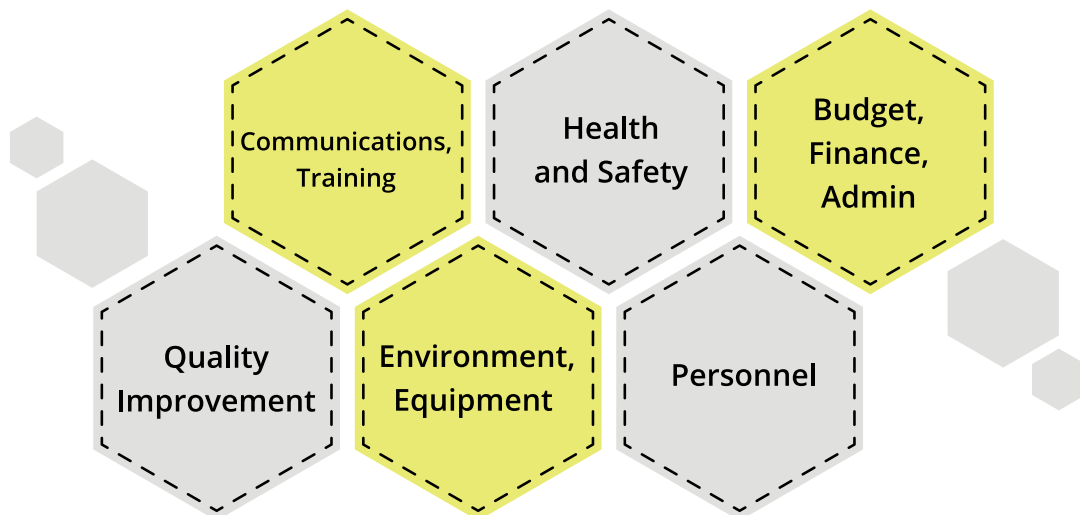 Communications,
Training
Health
and Safety
Budget,
Finance,
Admin
Quality
Improvement
Environment,
Equipment
Personnel